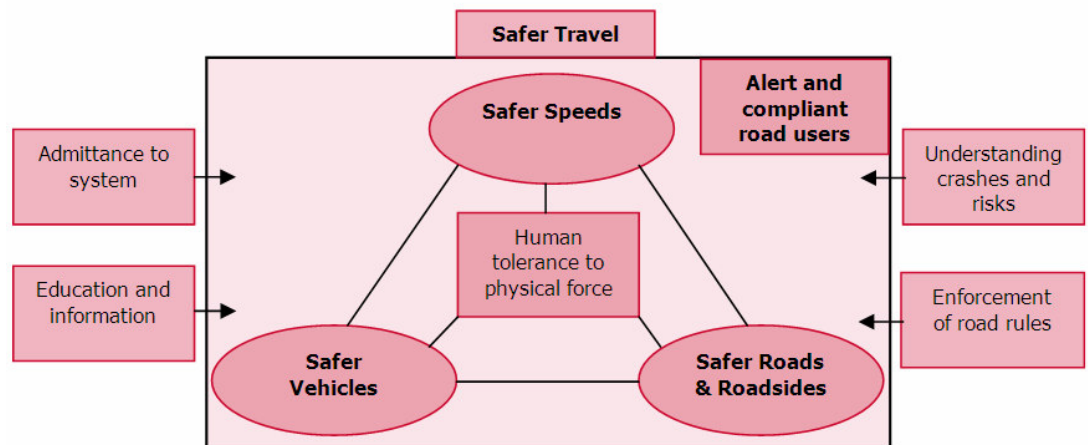 Safer Travel
Alert and
compliant
road users
Safer Speeds
Admittance to
system
Understanding
crashes and
risks
Human
tolerance to
physical force
Education and
information
Enforcement
of road rules
Safer
Vehicles
Safer Roads
& Roadsides